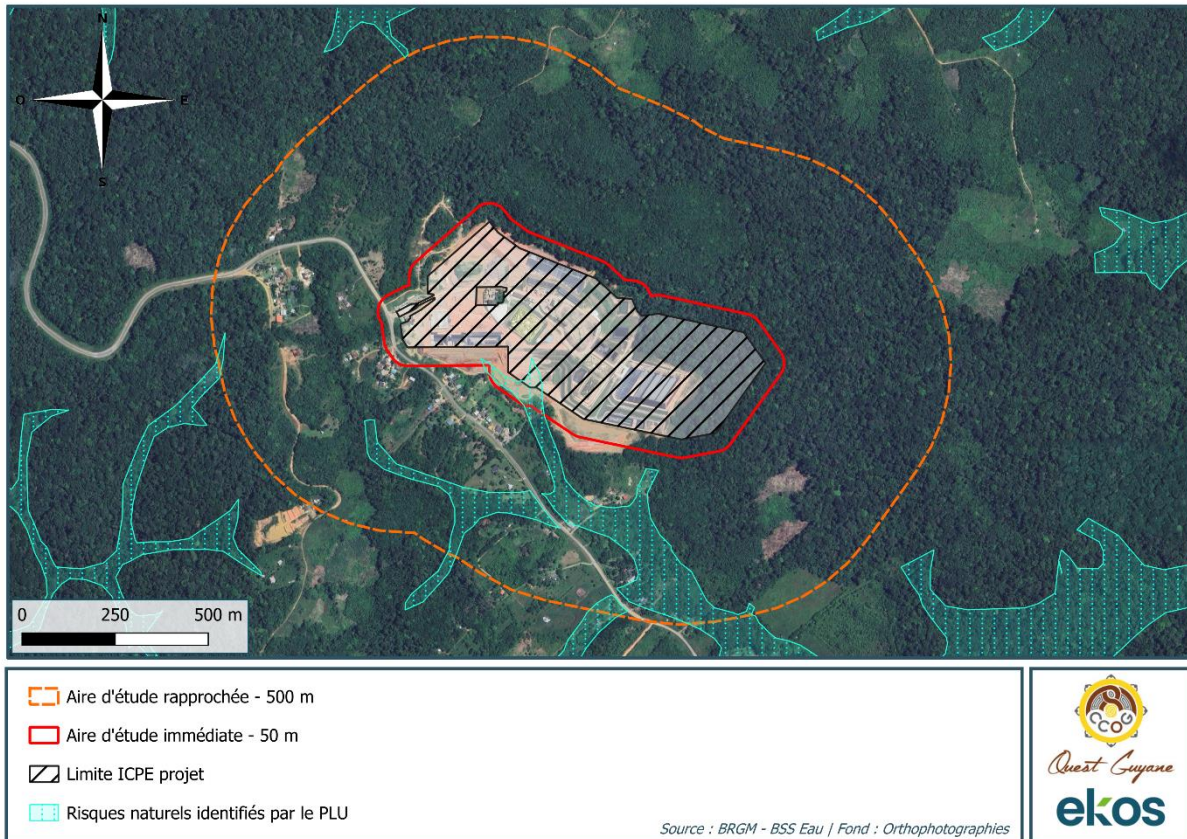 N
O
E
S
0 250 500 m
Aire d'étude rapprochée - 500 m
Aire d'étude immédiate - 50 m
Limite ICPE projet
Risques naturels identifiés par le PLU
Source : BRGM - BSS Eau | Fond : Orthophotographies
CCOG
Ouest Guyane
ekos